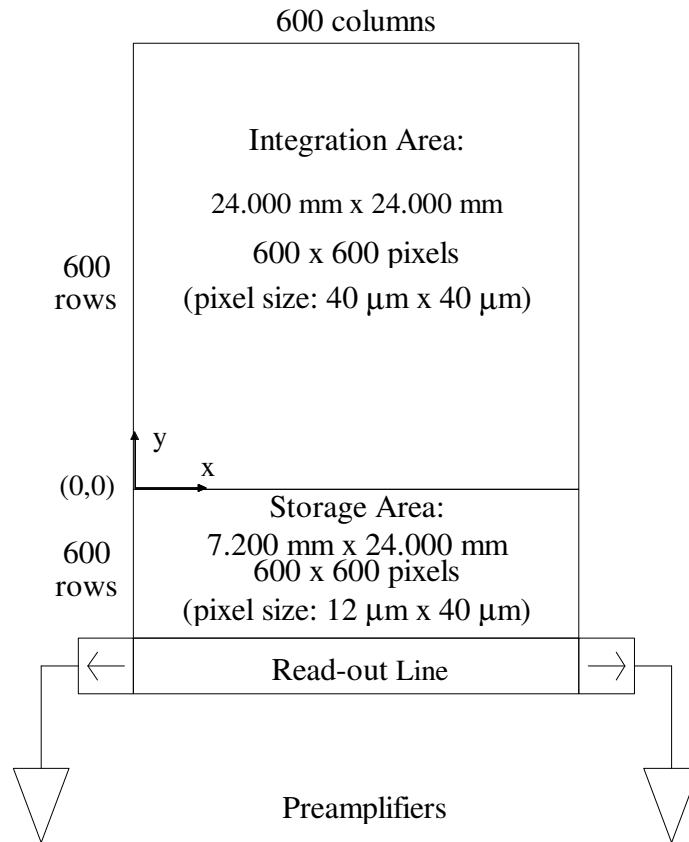 600 columns
Integration Area:
24.000 mm x 24.000 mm
600 x 600 pixels
(pixel size: 40 μm x 40 μm)
600
rows
y
x
(0,0)
Storage Area:
7.200 mm x 24.000 mm
600 x 600 pixels
(pixel size: 12 μm x 40 μm)
600
rows
Read-out Line
Preamplifiers